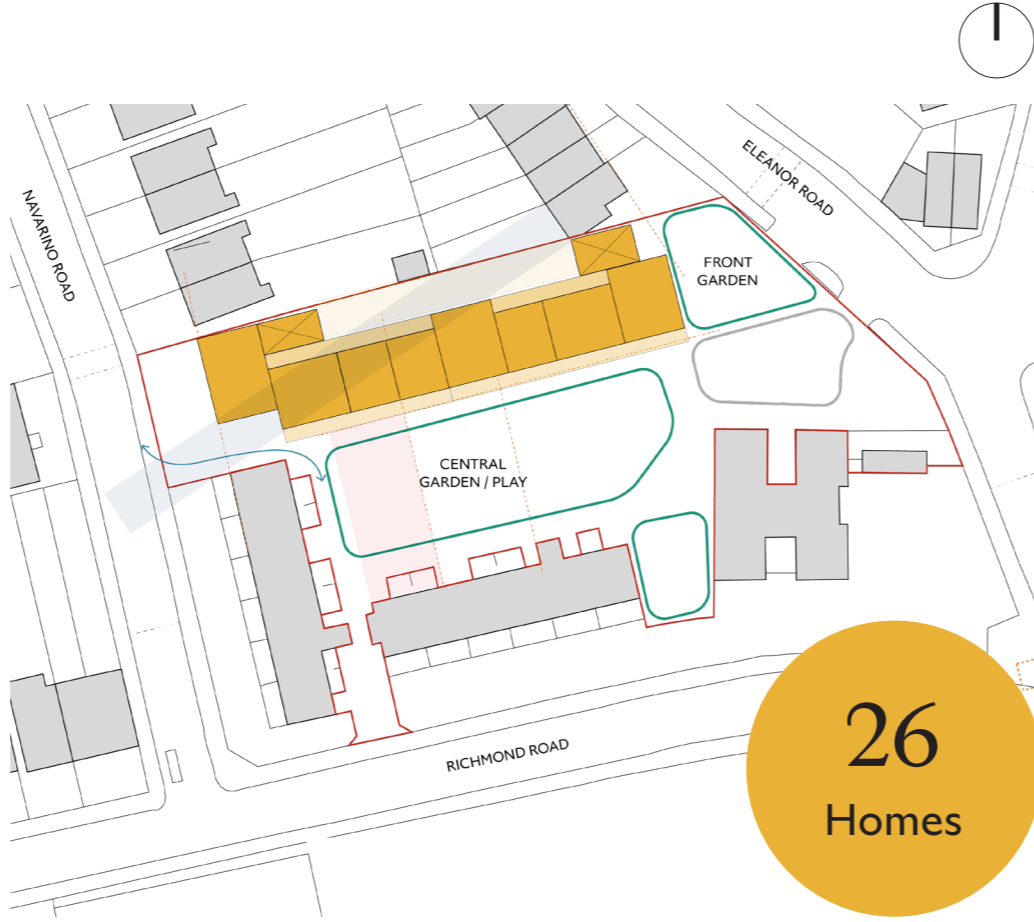 ELEANOR ROAD
NAVARINO ROAD
FRONT
GARDEN
CENTRAL
GARDEN / PLAY
RICHMOND ROAD
26
Homes